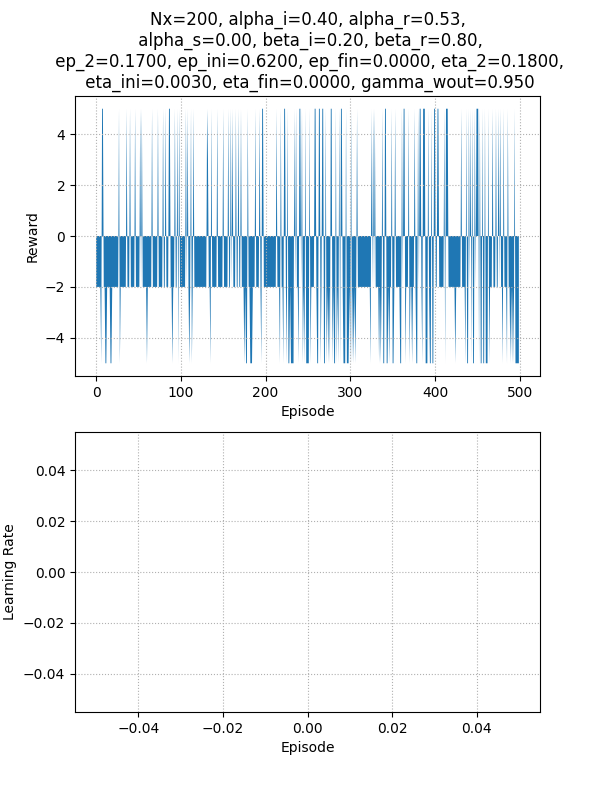 Nx=200, alpha_i=0.40, alpha_r=0.53,
alpha_s=0.00, beta_i=0.20, beta_r=0.80,
ep_2=0.1700, ep_ini=0.6200, ep_fin=0.0000, eta_2=0.1800,
eta_ini=0.0030, eta_fin=0.0000, gamma_wout=0.950
4
2
0
−2
−4
Reward
0
100
200
300
400
500
Episode
0.04
0.02
0.00
−0.02
−0.04
Learning Rate
−0.04
−0.02
0.00
0.02
0.04
Episode